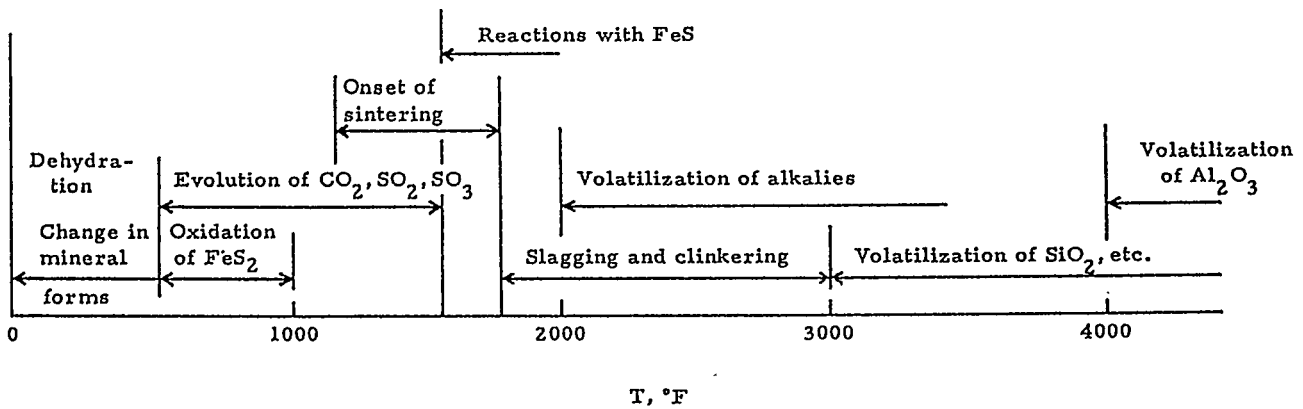 Reactions with FeS
Onset of
sintering
Dehydra-
tion
Evolution of CO₂, SO₂, SO₃
Volatilization of alkalies
Volatilization
of Al₂O₃
Change in
mineral
forms
Oxidation
of FeS₂
Slagging and clinkering
Volatilization of SiO₂, etc.
0 1000 2000 3000 4000
T, °F